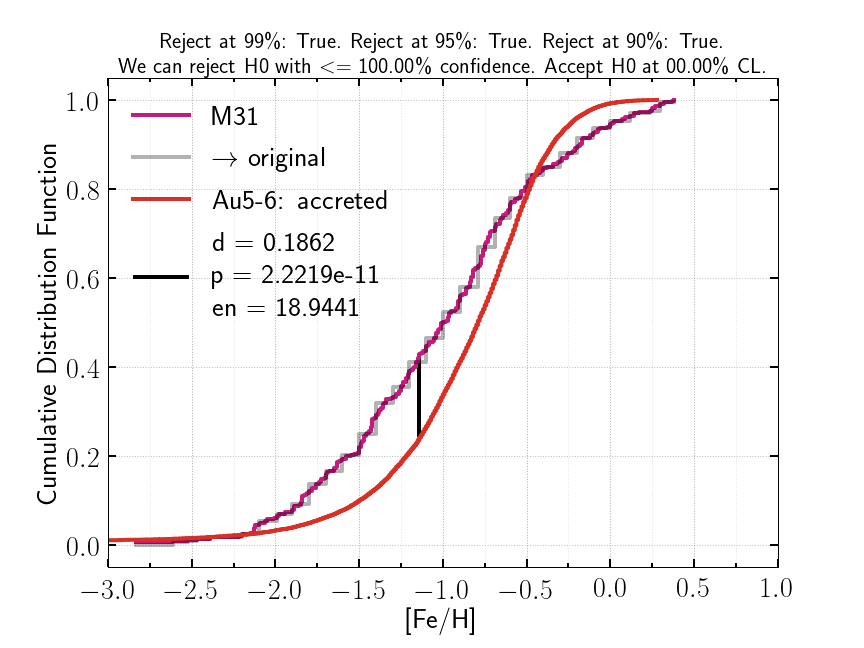 Reject at 99%: True. Reject at 95%: True. Reject at 90%: True.
We can reject H0 with <= 100.00% confidence. Accept H0 at 00.00% CL.
M31
→ original
Au5-6: accreted
d = 0.1862
p = 2.2219e-11
en = 18.9441
Cumulative Distribution Function
1.0
0.8
0.6
0.4
0.2
0.0
−3.0 −2.5 −2.0 −1.5 −1.0 −0.5 0.0 0.5 1.0
[Fe/H]